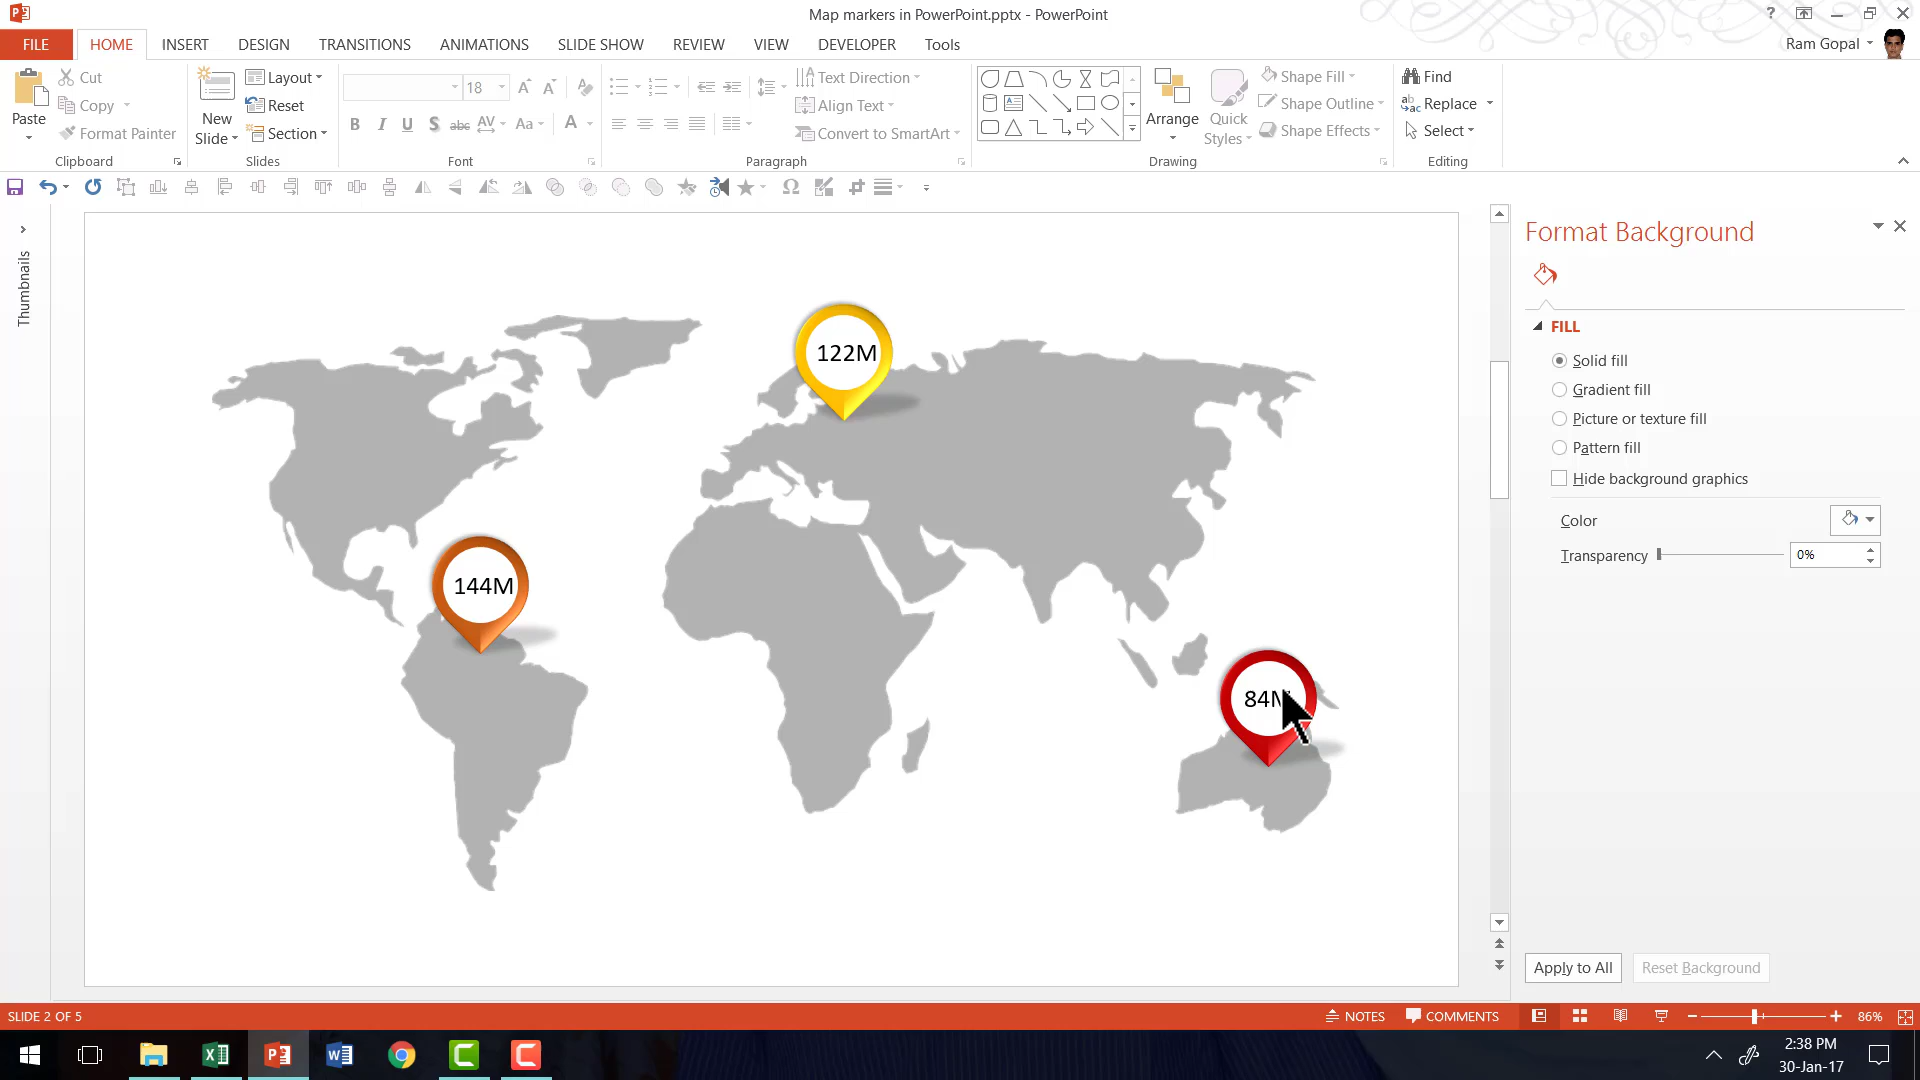 Map markers in PowerPoint.pptx - PowerPoint
FILE HOME INSERT DESIGN TRANSITIONS ANIMATIONS SLIDE SHOW REVIEW VIEW DEVELOPER Tools
Ram Gopal
Paste
Cut
Copy
Format Painter
Clipboard
New Slide
Layout
Reset
Section
Slides
18
B I U S abc AV Aa A
Font
Text Direction
Align Text
Convert to SmartArt
Paragraph
Arrange
Quick Styles
Shape Fill
Shape Outline
Shape Effects
Drawing
Find
Replace
Select
Editing
Thumbnails
122M
144M
Format Background
FILL
Solid fill
Gradient fill
Picture or texture fill
Pattern fill
Hide background graphics
Color
Transparency 0%
Apply to All Reset Background
SLIDE 2 OF 5
NOTES COMMENTS 86%
2:38 PM
30-Jan-17